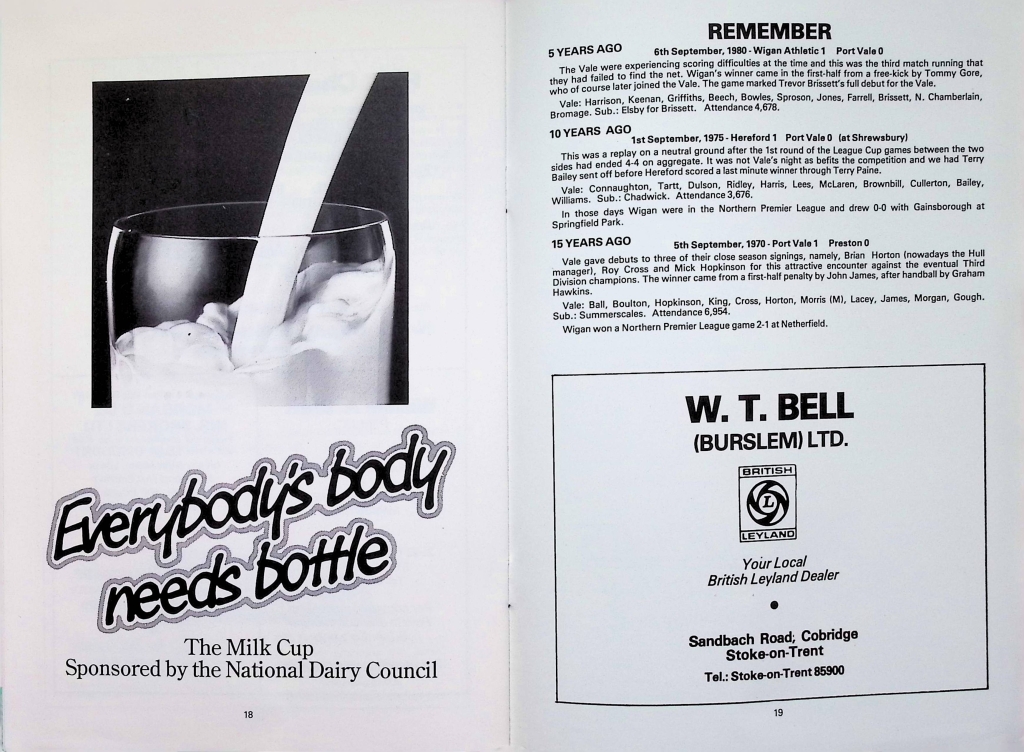 Everybody's body
needs bottle
The Milk Cup
Sponsored by the National Dairy Council
18
REMEMBER
5 YEARS AGO 6th September, 1980 - Wigan Athletic 1 Port Vale 0
The Vale were experiencing scoring difficulties at the time and this was the third match running that
they had failed to find the net. Wigan's winner came in the first-half from a free-kick by Tommy Gore,
who of course later joined the Vale. The game marked Trevor Brissett's full debut for the Vale.
Vale: Harrison, Keenan, Griffiths, Beech, Bowles, Sproson, Jones, Farrell, Brissett, N. Chamberlain,
Bromage. Sub.: Elsby for Brissett. Attendance 4,678.
10 YEARS AGO
1st September, 1975 - Hereford 1 Port Vale 0 (at Shrewsbury)
This was a replay on a neutral ground after the 1st round of the League Cup games between the two
sides had ended 4-4 on aggregate. It was not Vale's night as befits the competition and we had Terry
Bailey sent off before Hereford scored a last minute winner through Terry Paine.
Vale: Connaughton, Tartt, Dulson, Ridley, Harris, Lees, McLaren, Brownbill, Cullerton, Bailey,
Williams. Sub.: Chadwick. Attendance 3,676.
In those days Wigan were in the Northern Premier League and drew 0-0 with Gainsborough at
Springfield Park.
15 YEARS AGO 5th September, 1970 - Port Vale 1 Preston 0
Vale gave debuts to three of their close season signings, namely, Brian Horton (nowadays the Hull
manager), Roy Cross and Mick Hopkinson for this attractive encounter against the eventual Third
Division champions. The winner came from a first-half penalty by John James, after handball by Graham
Hawkins.
Vale: Ball, Boulton, Hopkinson, King, Cross, Horton, Morris (M), Lacey, James, Morgan, Gough.
Sub.: Summerscales. Attendance 6,954.
Wigan won a Northern Premier League game 2-1 at Netherfield.
W. T. BELL
(BURSLEM) LTD.
BRITISH
L
LEYLAND
Your Local
British Leyland Dealer
Sandbach Road, Cobridge
Stoke-on-Trent
Tel.: Stoke-on-Trent 85900
19